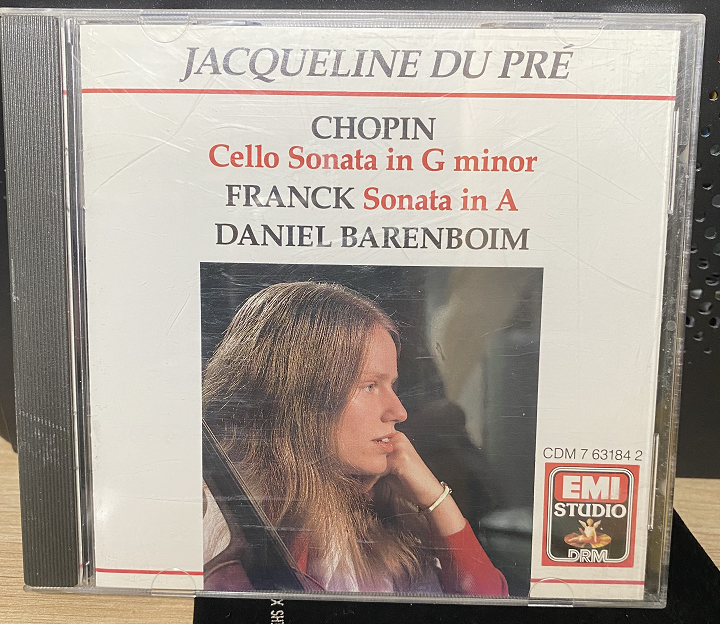 JACQUELINE DU PRÉ
CHOPIN
Cello Sonata in G minor
FRANCK Sonata in A
DANIEL BARENBOIM
CDM 7 63184 2
EMI
STUDIO
DRM